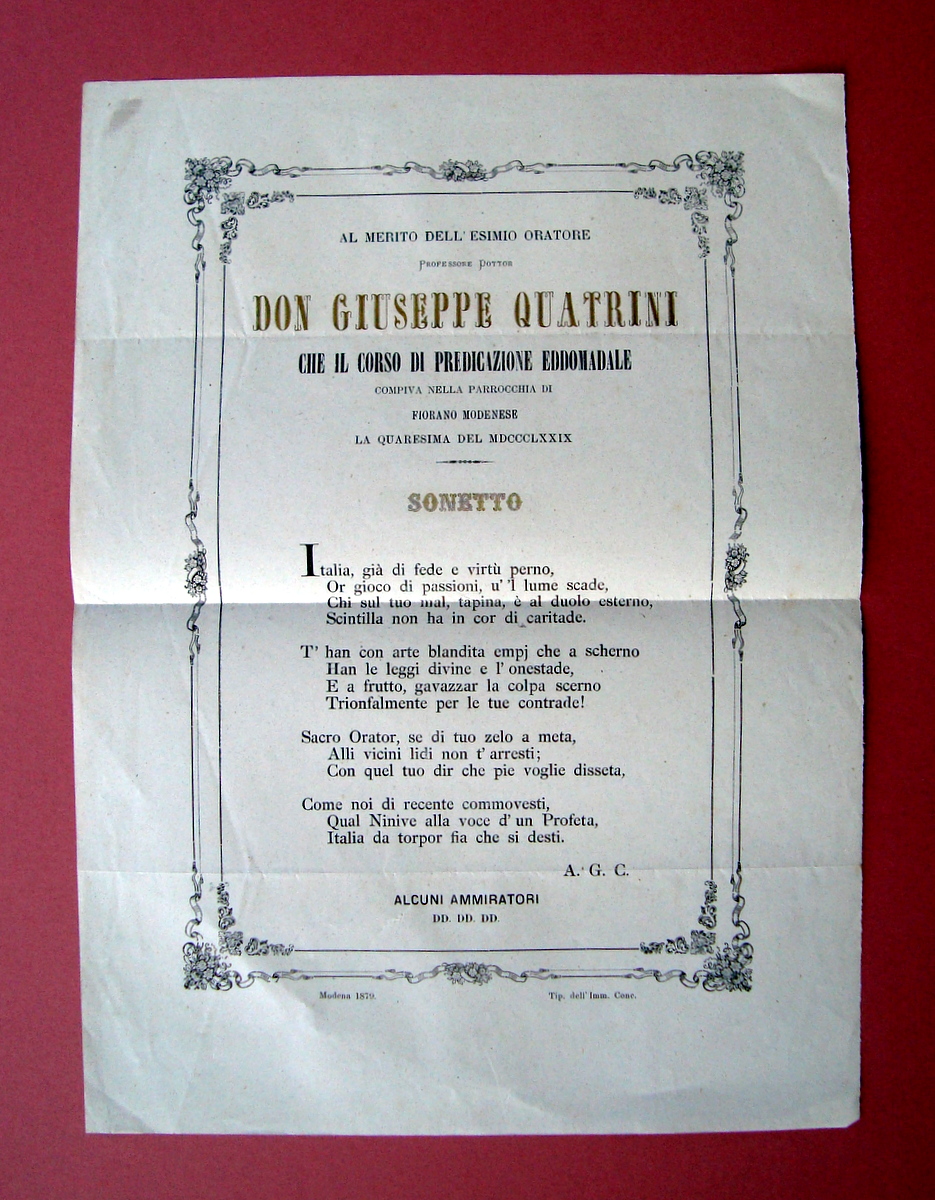 AL MERITO DELL' ESIMIO ORATORE
PROFESSORE DOTTOR
DON GIUSEPPE QUATRINI
CHE IL CORSO DI PREDICAZIONE EDDOMADALE
COMPIVA NELLA PARROCCHIA DI
FIORANO MODENESE
LA QUARESIMA DEL MDCCCLXXIX
SONETTO
Italia, già di fede e virtù perno,
Or gioco di passioni, u' 'l lume scade,
Chi sul tuo mal, tapina, è al duolo esterno,
Scintilla non ha in cor di caritade.
T' han con arte blandita empj che a scherno
Han le leggi divine e l' onestade,
E a frutto, gavazzar la colpa scerno
Trionfalmente per le tue contrade!
Sacro Orator, se di tuo zelo a meta,
Alli vicini lidi non t' arresti;
Con quel tuo dir che pie voglie disseta,
Come noi di recente commovesti,
Qual Ninive alla voce d' un Profeta,
Italia da torpor fia che si desti.
A. G. C.
ALCUNI AMMIRATORI
DD. DD. DD.
Modena 1879. Tip. dell' Imm. Conc.